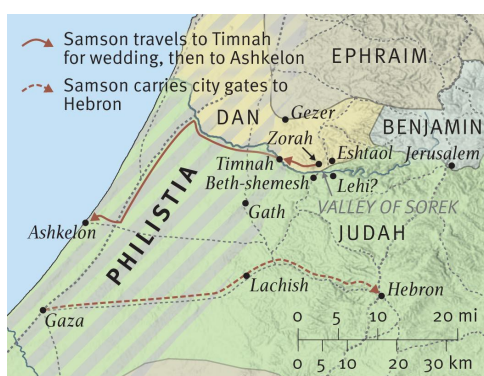 Samson travels to Timnah
for wedding, then to Ashkelon
Samson carries city gates to
Hebron
EPHRAIM
Gezer
DAN
BENJAMIN
Zorah
Eshtaol
Jerusalem
Timnah
Beth-shemesh
Lehi?
VALLEY OF SOREK
Gath
Ashkelon
PHILISTIA
JUDAH
Lachish
Hebron
Gaza
0 5 10 20 mi
0 5 10 20 30 km